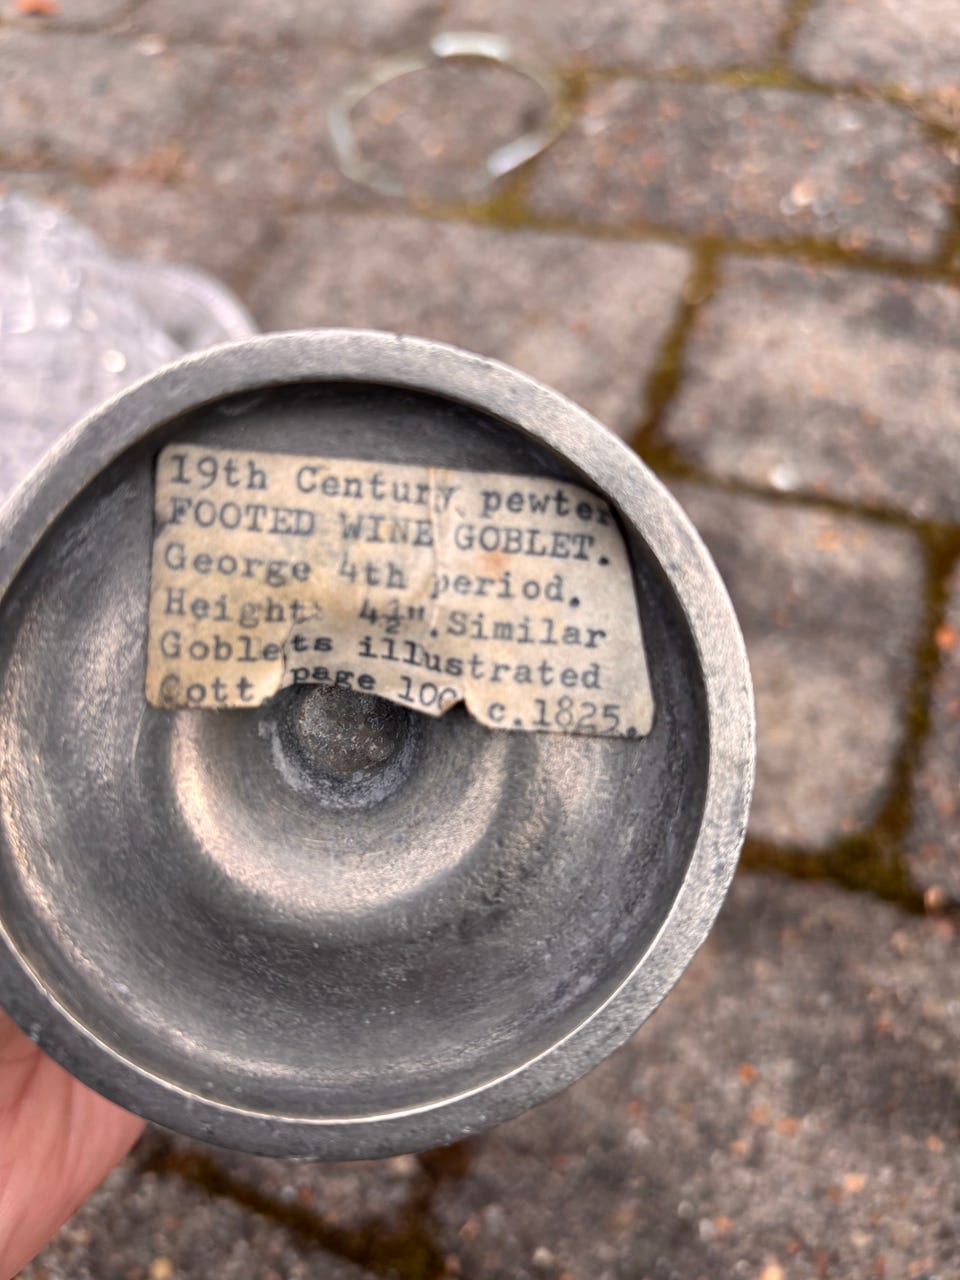 19th Century pewter
FOOTED WINE GOBLET.
George 4th period.
Height: 4½".Similar
Goblets illustrated
Cott page 100 c.1825.